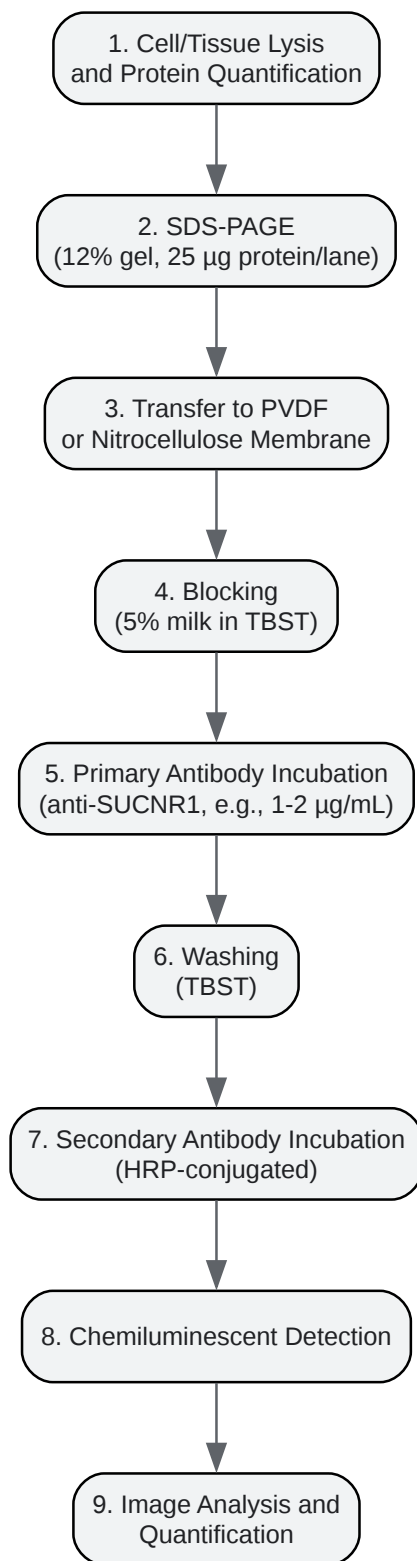 1. Cell/Tissue Lysis
and Protein Quantification
2. SDS-PAGE
(12% gel, 25 µg protein/lane)
3. Transfer to PVDF
or Nitrocellulose Membrane
4. Blocking
(5% milk in TBST)
5. Primary Antibody Incubation
(anti-SUCNR1, e.g., 1-2 µg/mL)
6. Washing
(TBST)
7. Secondary Antibody Incubation
(HRP-conjugated)
8. Chemiluminescent Detection
9. Image Analysis and
Quantification